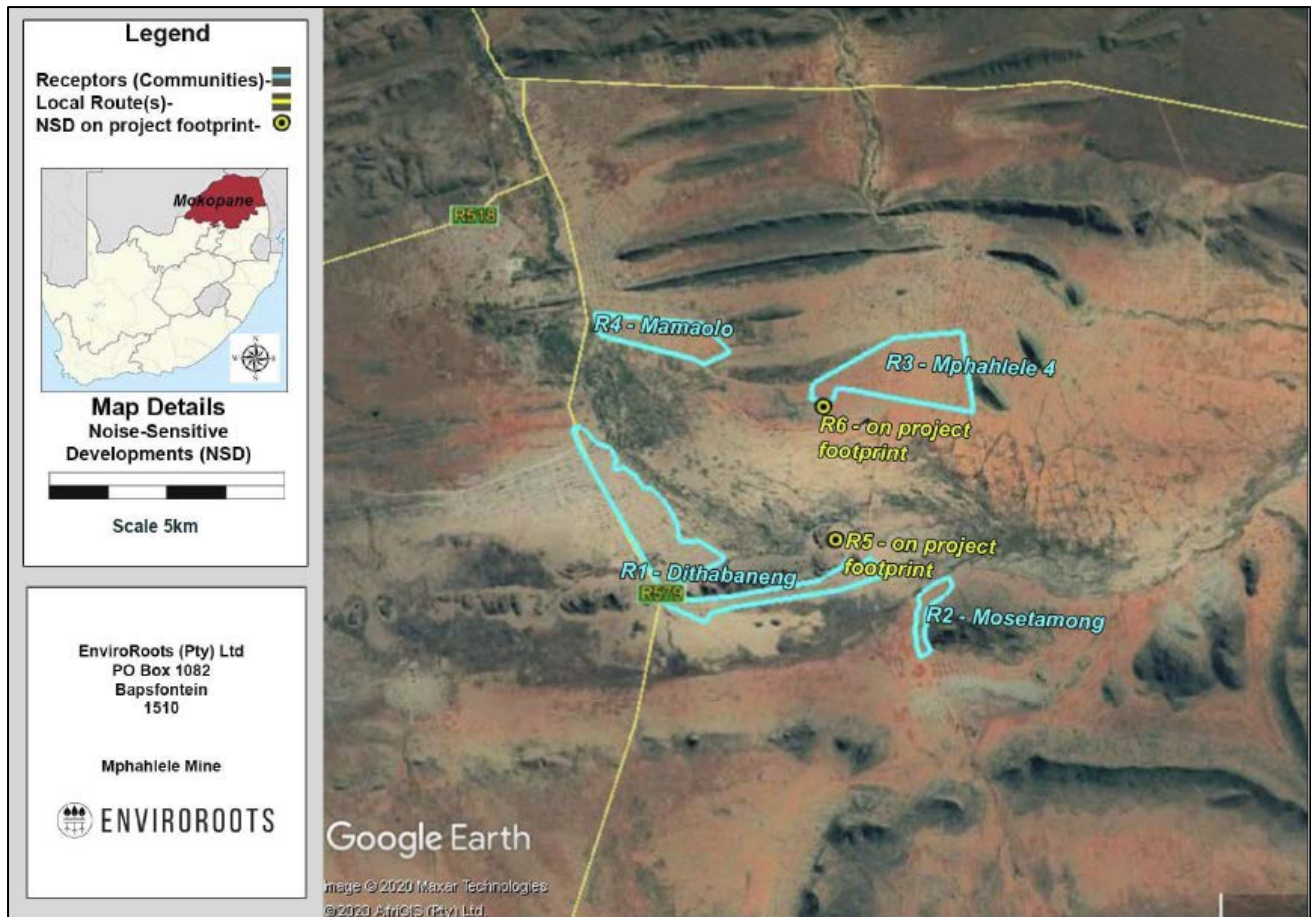 Legend
Receptors (Communities)-
Local Route(s)-
NSD on project footprint-
Mokopane
N
W
E
S
Map Details
Noise-Sensitive
Developments (NSD)
Scale 5km
EnviroRoots (Pty) Ltd
PO Box 1082
Bapsfontein
1510
Mphahlele Mine
ENVIROROOTS
R518
R4 - Mamaolo
R3 - Mphahlele 4
R6 - on project
footprint
R5 - on project
footprint
R1 - Dithabaneng
R579
R2 - Mosetamong
Google Earth
Image © 2020 Maxar Technologies
© 2020 AfriGIS (Pty) Ltd.